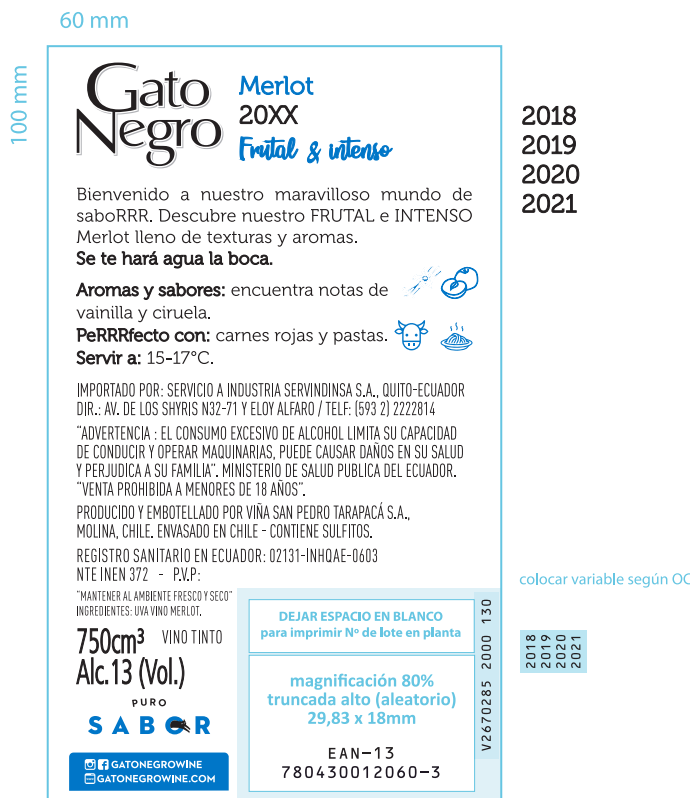 60 mm
100 mm
Gato
Negro
Merlot
20XX
Frutal & intenso
2018
2019
2020
2021
Bienvenido a nuestro maravilloso mundo de
saboRRR. Descubre nuestro FRUTAL e INTENSO
Merlot lleno de texturas y aromas.
Se te hará agua la boca.
Aromas y sabores: encuentra notas de
vainilla y ciruela.
PeRRRfecto con: carnes rojas y pastas.
Servir a: 15-17°C.
IMPORTADO POR: SERVICIO A INDUSTRIA SERVINDINSA S.A., QUITO-ECUADOR
DIR.: AV. DE LOS SHYRIS N32-71 Y ELOY ALFARO / TELF: (593 2) 2222814
"ADVERTENCIA : EL CONSUMO EXCESIVO DE ALCOHOL LIMITA SU CAPACIDAD
DE CONDUCIR Y OPERAR MAQUINARIAS, PUEDE CAUSAR DAÑOS EN SU SALUD
Y PERJUDICA A SU FAMILIA". MINISTERIO DE SALUD PUBLICA DEL ECUADOR.
"VENTA PROHIBIDA A MENORES DE 18 AÑOS".
PRODUCIDO Y EMBOTELLADO POR VIÑA SAN PEDRO TARAPACÁ S.A.,
MOLINA, CHILE. ENVASADO EN CHILE - CONTIENE SULFITOS.
REGISTRO SANITARIO EN ECUADOR: 02131-INHQAE-0603
NTE INEN 372 - P.V.P:
"MANTENER AL AMBIENTE FRESCO Y SECO"
INGREDIENTES: UVA VINO MERLOT.
750cm³ VINO TINTO
Alc.13 (Vol.)
PURO
SABOR
GATONEGROWINE
GATONEGROWINE.COM
DEJAR ESPACIO EN BLANCO
para imprimir Nº de lote en planta
magnificación 80%
truncada alto (aleatorio)
29,83 x 18mm
EAN-13
780430012060-3
V2670285 2000 130
colocar variable según OC
2018
2019
2020
2021